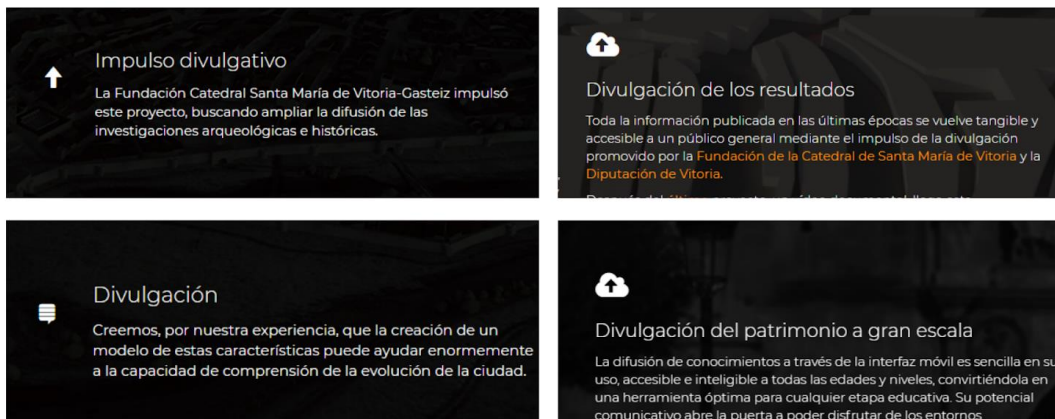 Impulso divulgativo
La Fundación Catedral Santa María de Vitoria-Gasteiz impulsó
este proyecto, buscando ampliar la difusión de las
investigaciones arqueológicas e históricas.
Divulgación de los resultados
Toda la información publicada en las últimas épocas se vuelve tangible y
accesible a un público general mediante el impulso de la divulgación
promovido por la Fundación de la Catedral de Santa María de Vitoria y la
Diputación de Vitoria.
Divulgación
Creemos, por nuestra experiencia, que la creación de un
modelo de estas características puede ayudar enormemente
a la capacidad de comprensión de la evolución de la ciudad.
Divulgación del patrimonio a gran escala
La difusión de conocimientos a través de la interfaz móvil es sencilla en su
uso, accesible e inteligible a todas las edades y niveles, convirtiéndola en
una herramienta óptima para cualquier etapa educativa. Su potencial
comunicativo abre la puerta a poder disfrutar de los entornos